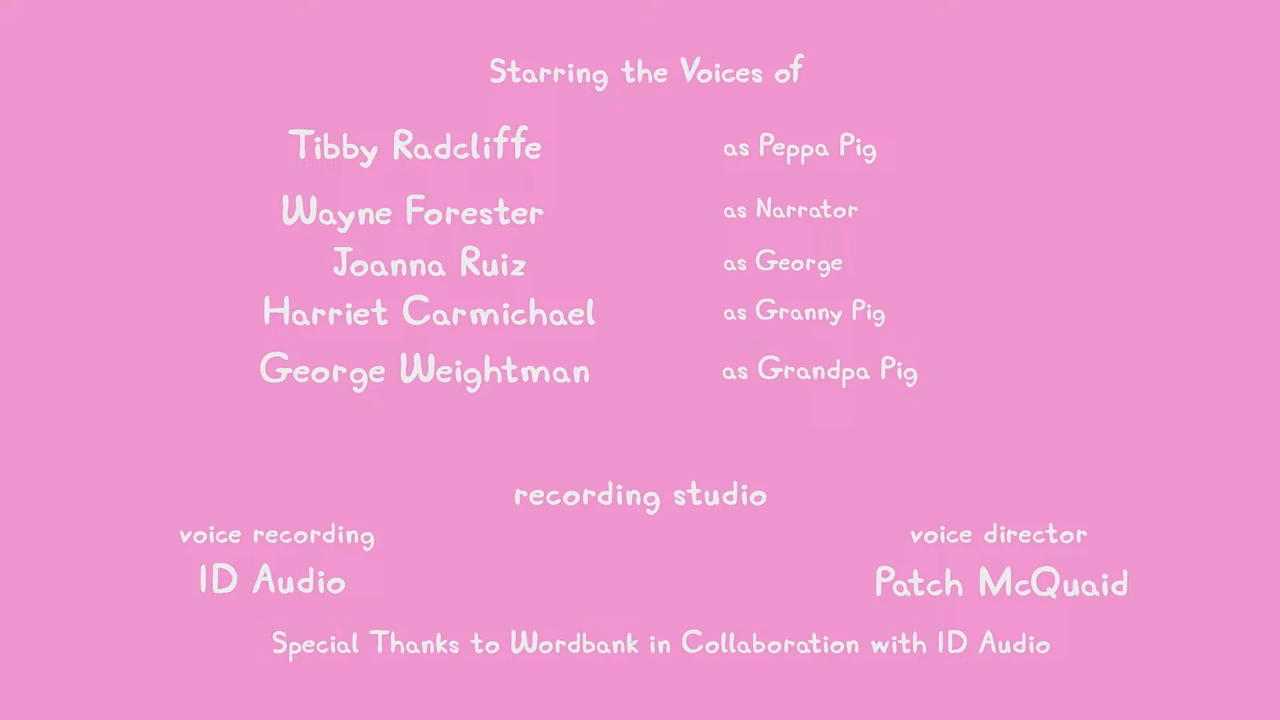 Starring the Voices of
Tibby Radcliffe as Peppa Pig
Wayne Forester as Narrator
Joanna Ruiz as George
Harriet Carmichael as Granny Pig
George Weightman as Grandpa Pig
recording studio
voice recording voice director
ID Audio Patch McQuaid
Special Thanks to Wordbank in Collaboration with ID Audio